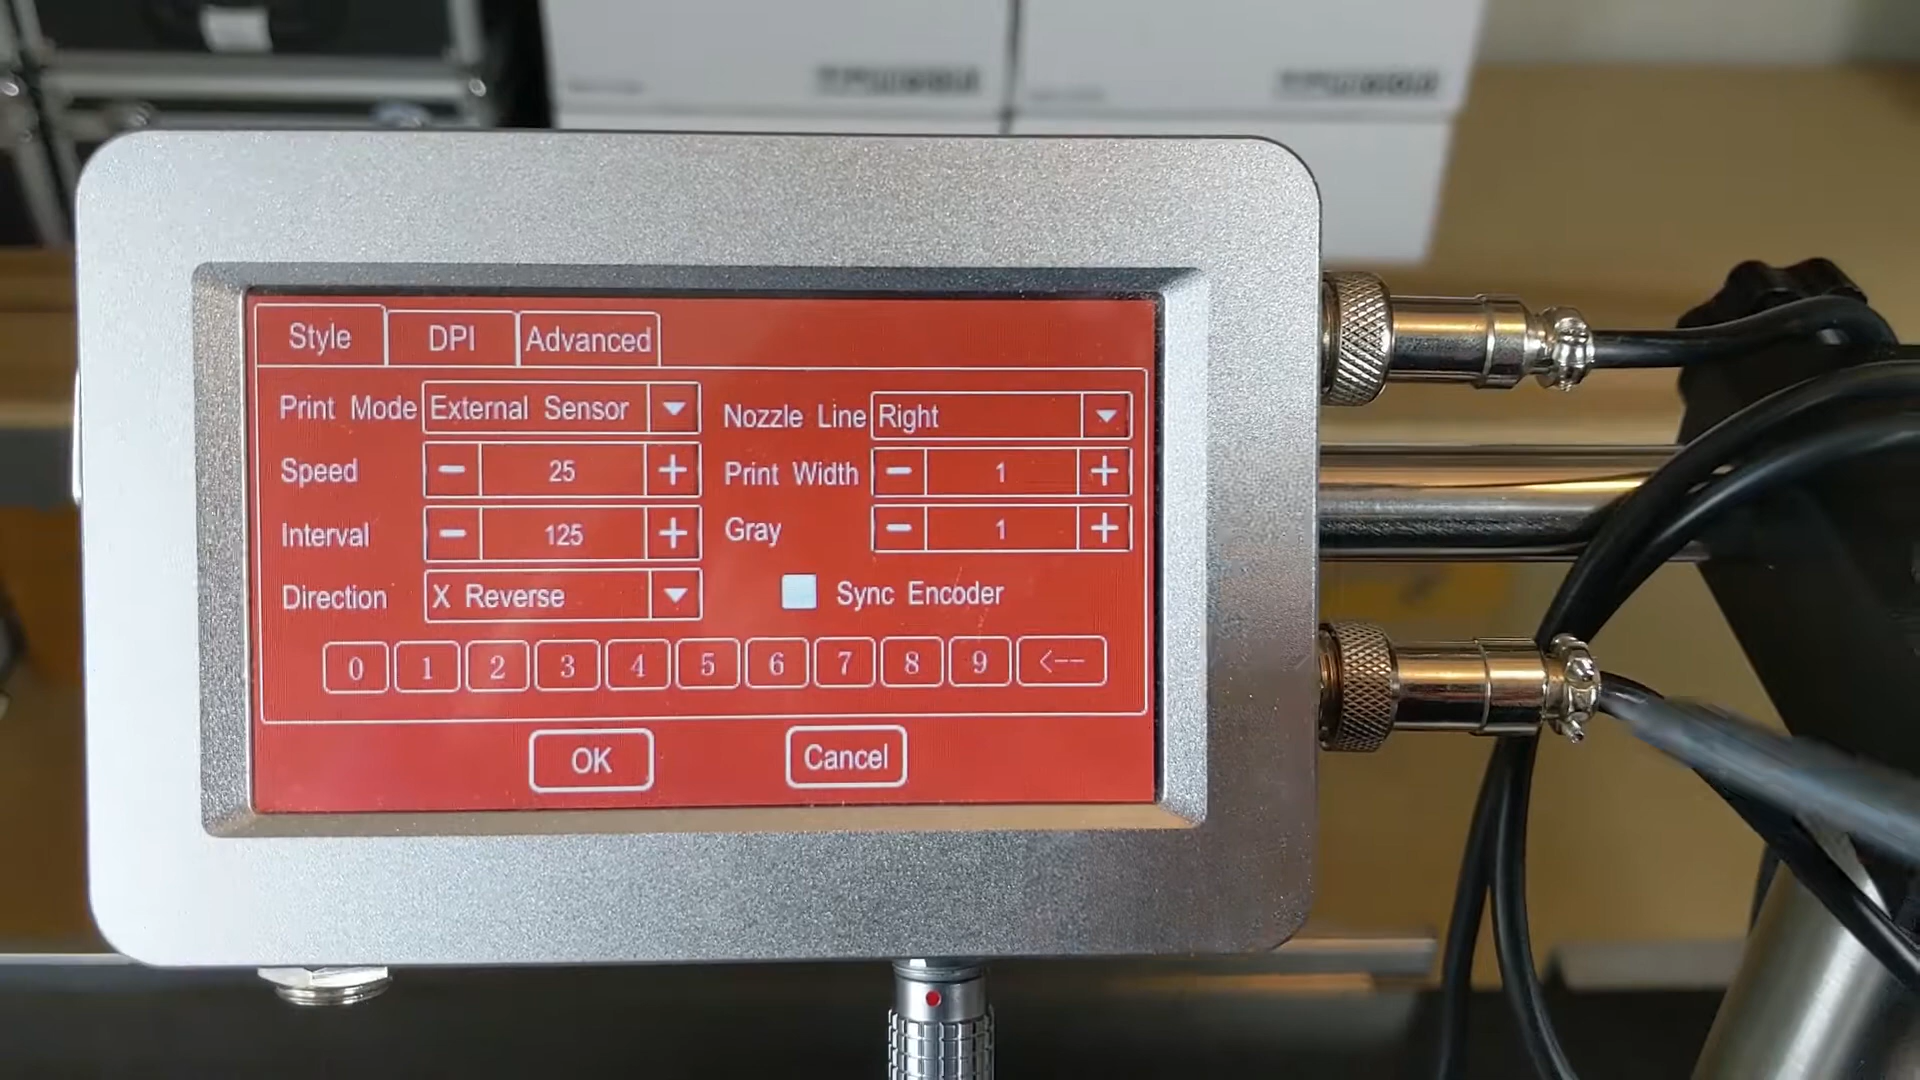 Style DPI Advanced
Print Mode External Sensor Nozzle Line Right
Speed - 25 + Print Width - 1 +
Interval - 125 + Gray - 1 +
Direction X Reverse Sync Encoder
0 1 2 3 4 5 6 7 8 9 <--
OK Cancel